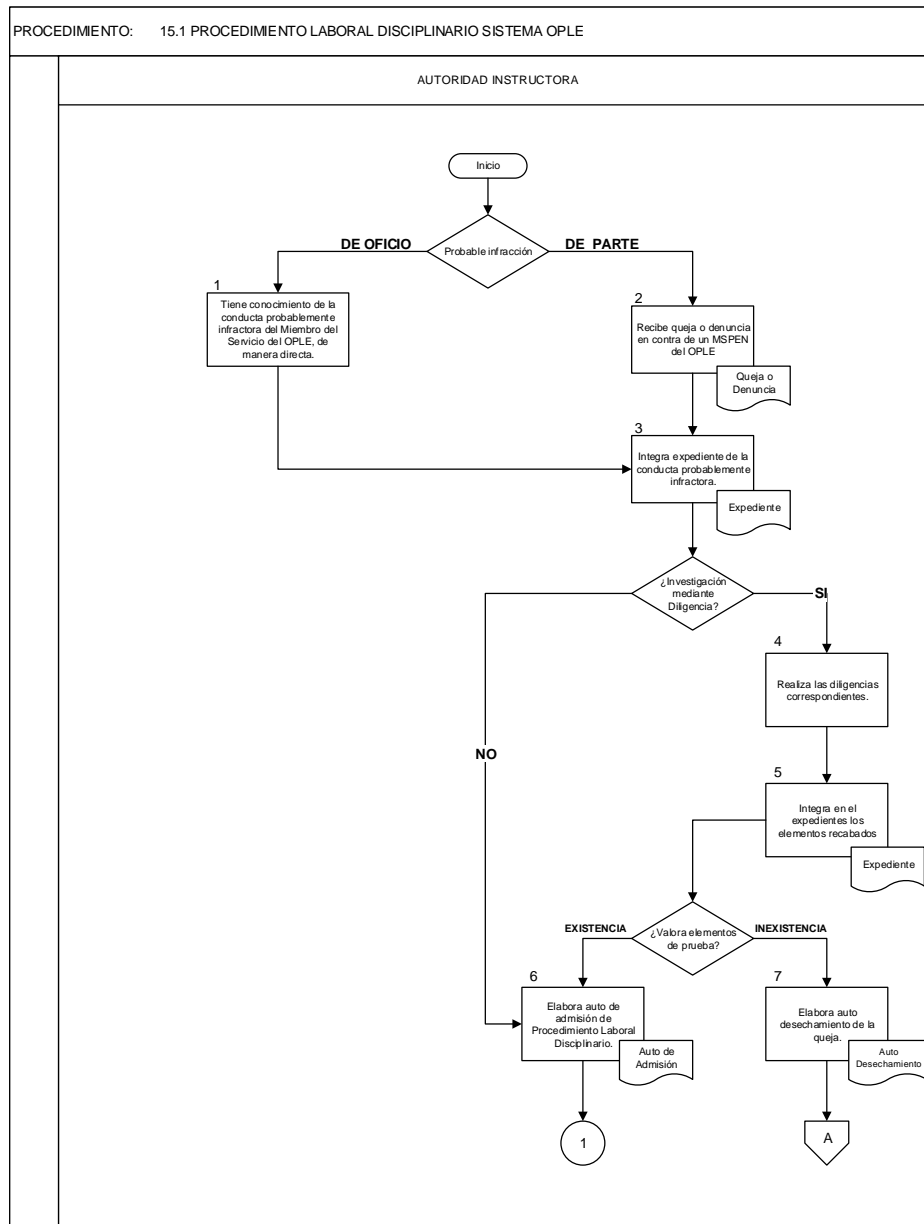 PROCEDIMIENTO: 15.1 PROCEDIMIENTO LABORAL DISCIPLINARIO SISTEMA OPLE
AUTORIDAD INSTRUCTORA
Inicio
Probable infracción
DE OFICIO
DE PARTE
1
Tiene conocimiento de la
conducta probablemente
infractora del Miembro del
Servicio del OPLE, de
manera directa.
2
Recibe queja o denuncia
en contra de un MSPEN
del OPLE
Queja o
Denuncia
3
Integra expediente de la
conducta probablemente
infractora.
Expediente
¿Investigación
mediante
Diligencia?
SI
NO
4
Realiza las diligencias
correspondientes.
5
Integra en el
expedientes los
elementos recabados
Expediente
¿Valora elementos
de prueba?
EXISTENCIA
INEXISTENCIA
6
Elabora auto de
admisión de
Procedimiento Laboral
Disciplinario.
Auto de
Admisión
7
Elabora auto
desechamiento de la
queja.
Auto
Desechamiento
1
A